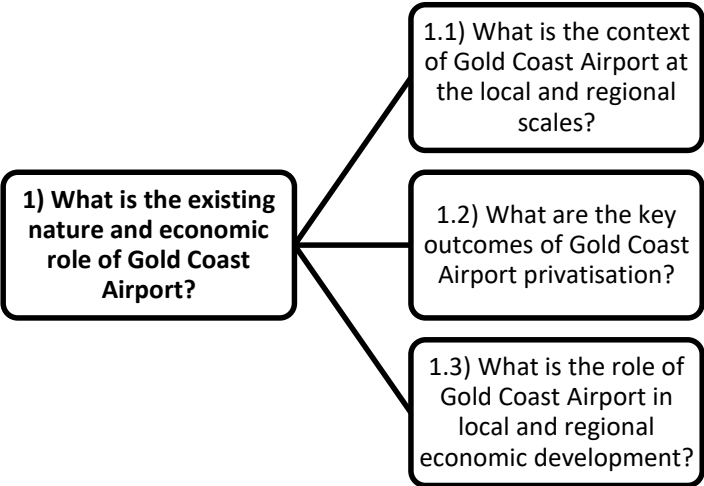 1) What is the existing
nature and economic
role of Gold Coast
Airport?
1.1) What is the context
of Gold Coast Airport at
the local and regional
scales?
1.2) What are the key
outcomes of Gold Coast
Airport privatisation?
1.3) What is the role of
Gold Coast Airport in
local and regional
economic development?